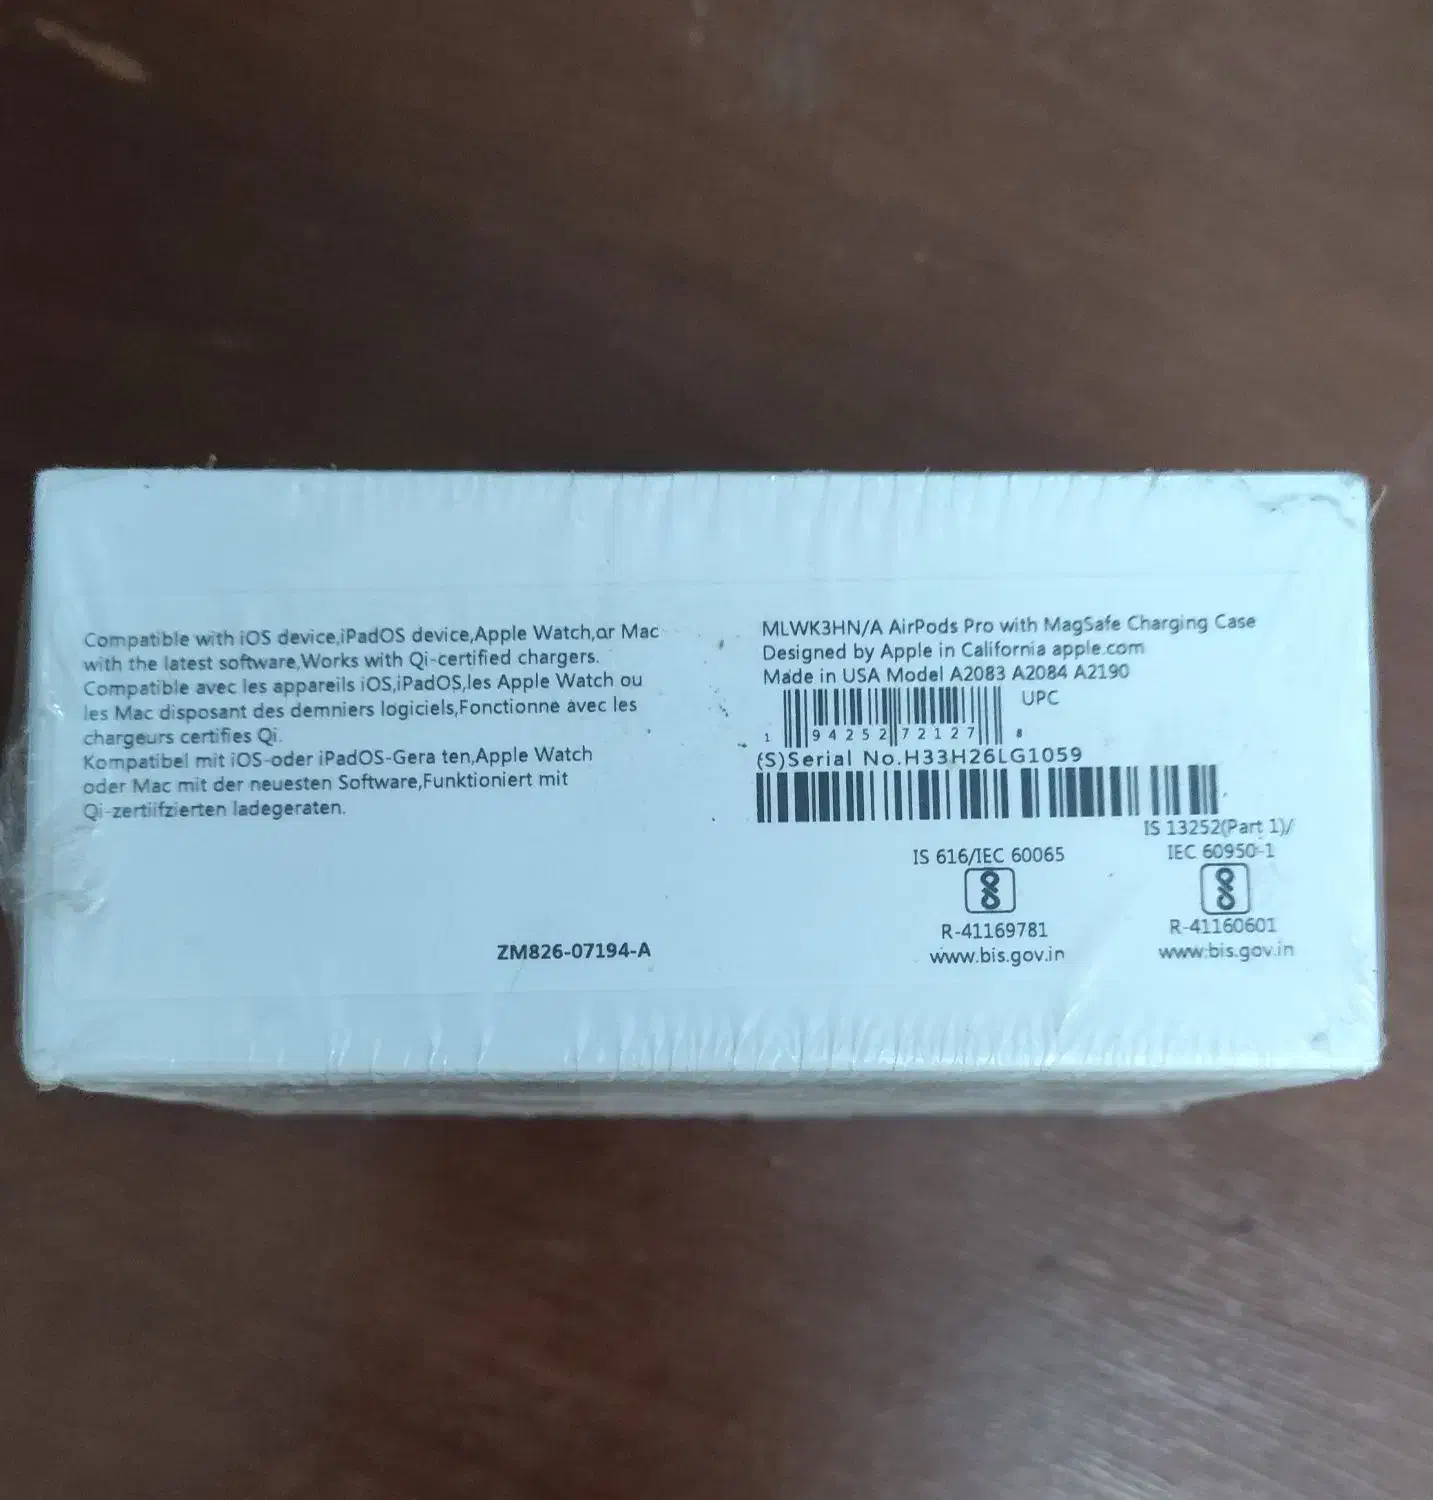 Compatible with iOS device,iPadOS device,Apple Watch,ar Mac
with the latest software,Works with Qi-certified chargers.
Compatible avec les appareils iOS,iPadOS,les Apple Watch ou
les Mac disposant des demniers logiciels,Fonctionne avec les
chargeurs certifies Qi.
Kompatibel mit iOS-oder iPadOS-Gera ten,Apple Watch
oder Mac mit der neuesten Software,Funktioniert mit
Qi-zertiifzierten ladegeraten.
ZM826-07194-A
MLWK3HN/A AirPods Pro with MagSafe Charging Case
Designed by Apple in California apple.com
Made in USA Model A2083 A2084 A2190
UPC
1 94252 72127 8
(S)Serial No.H33H26LG1059
IS 616/IEC 60065
R-41169781
www.bis.gov.in
IS 13252(Part 1)/
IEC 60950-1
R-41160601
www.bis.gov.in